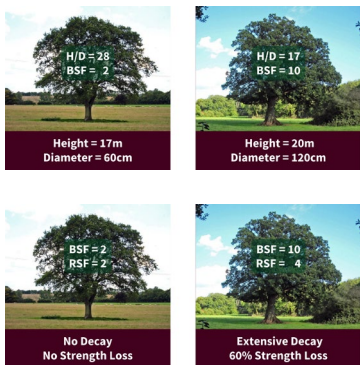 H/D = 28
BSF = 2
Height = 17m
Diameter = 60cm
H/D = 17
BSF = 10
Height = 20m
Diameter = 120cm
BSF = 2
RSF = 2
No Decay
No Strength Loss
BSF = 10
RSF = 4
Extensive Decay
60% Strength Loss